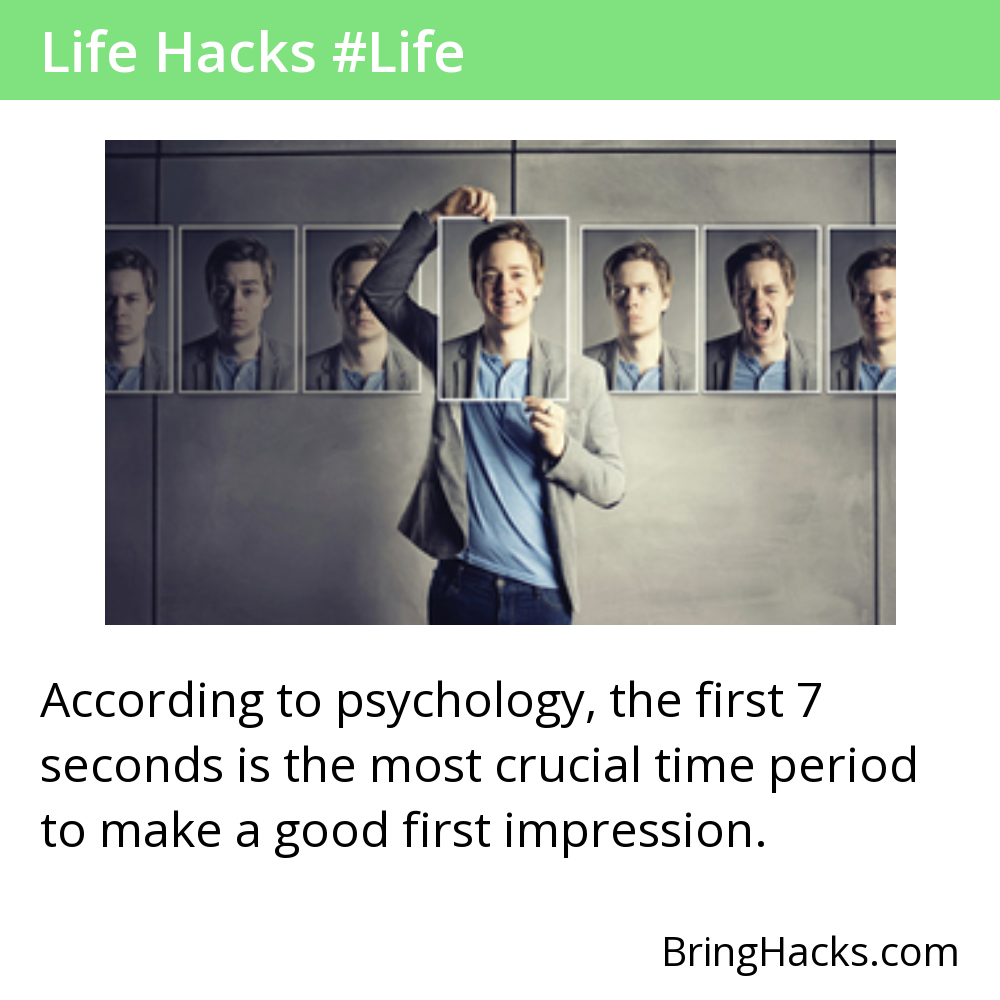 Life Hacks #Life
According to psychology, the first 7
seconds is the most crucial time period
to make a good first impression.
BringHacks.com